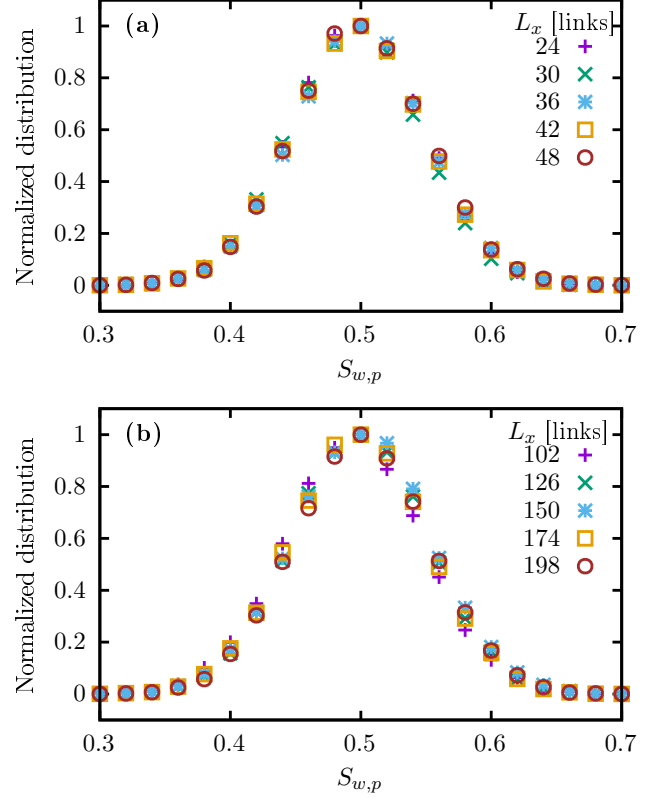 (a)
L_x [links]
24
30
36
42
48
Normalized distribution
1
0.8
0.6
0.4
0.2
0
0.3 0.4 0.5 0.6 0.7
S_{w,p}
(b)
L_x [links]
102
126
150
174
198
Normalized distribution
1
0.8
0.6
0.4
0.2
0
0.3 0.4 0.5 0.6 0.7
S_{w,p}